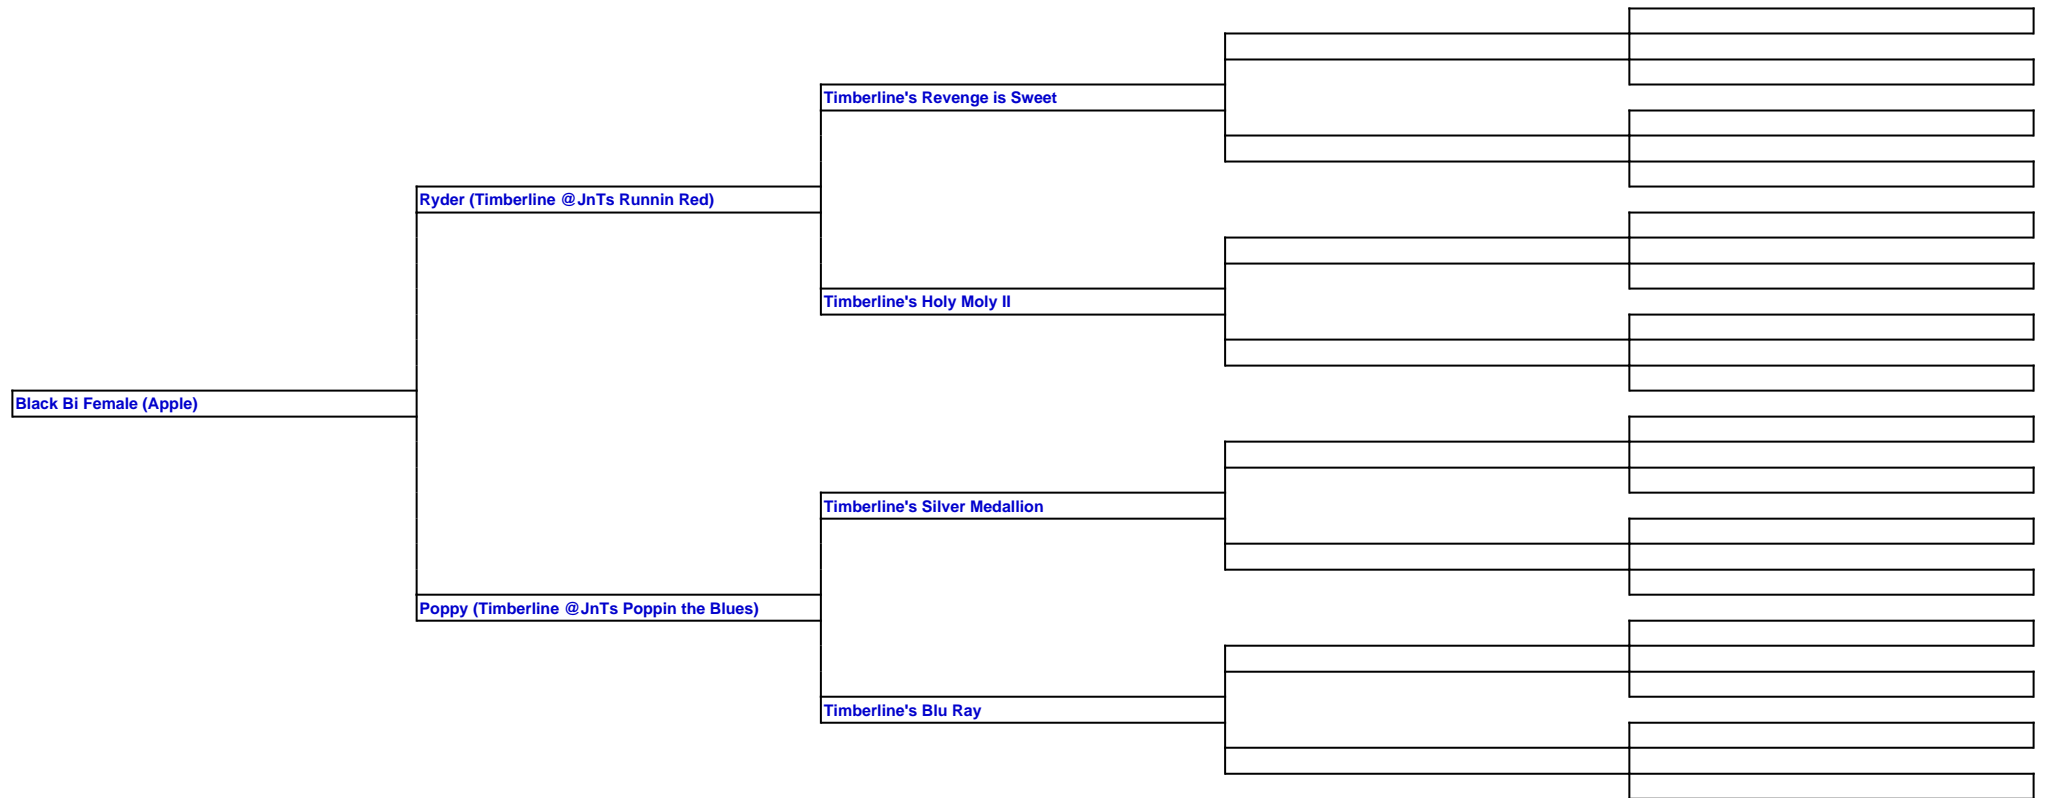 Timberline's Revenge is Sweet
Ryder (Timberline @JnTs Runnin Red)
Timberline's Holy Moly II
Black Bi Female (Apple)
Timberline's Silver Medallion
Poppy (Timberline @JnTs Poppin the Blues)
Timberline's Blu Ray